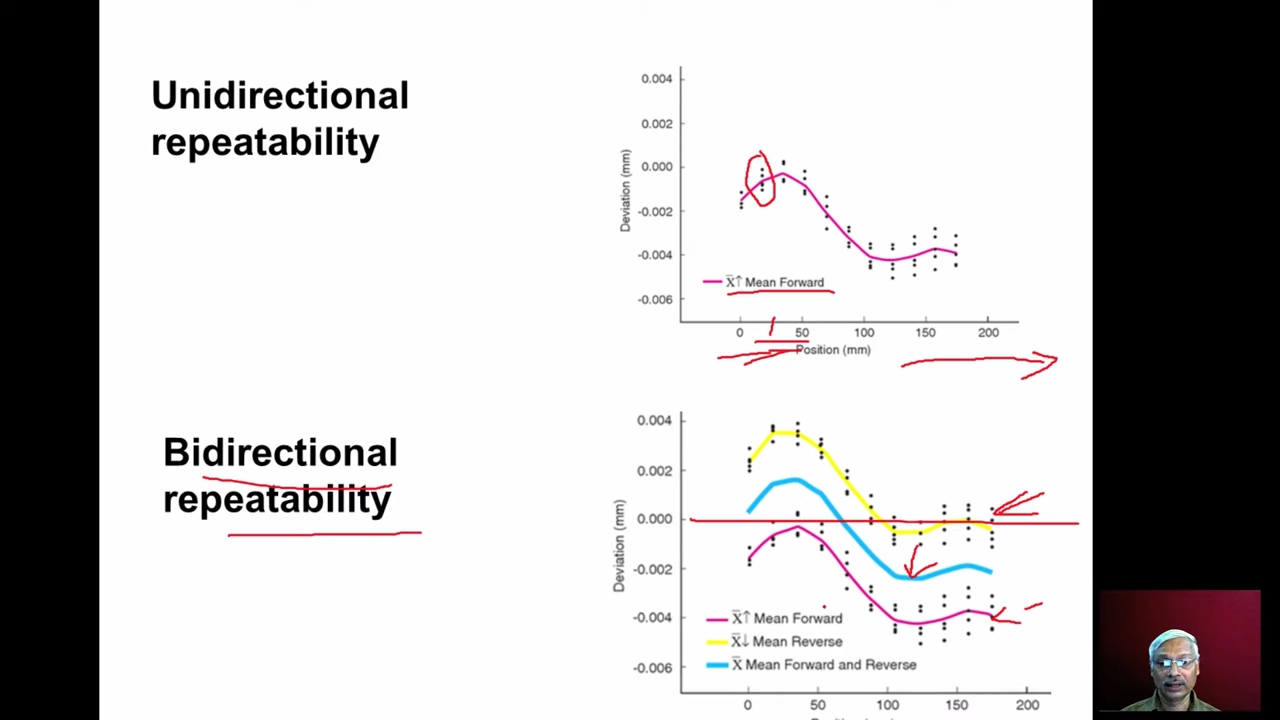 Unidirectional
repeatability
Deviation (mm)
0.004
0.002
0.000
-0.002
-0.004
-0.006
X̅↑ Mean Forward
0 50 100 150 200
Position (mm)
Bidirectional
repeatability
Deviation (mm)
0.004
0.002
0.000
-0.002
-0.004
-0.006
X̅↑ Mean Forward
X̅↓ Mean Reverse
X̅ Mean Forward and Reverse
0 50 100 150 200